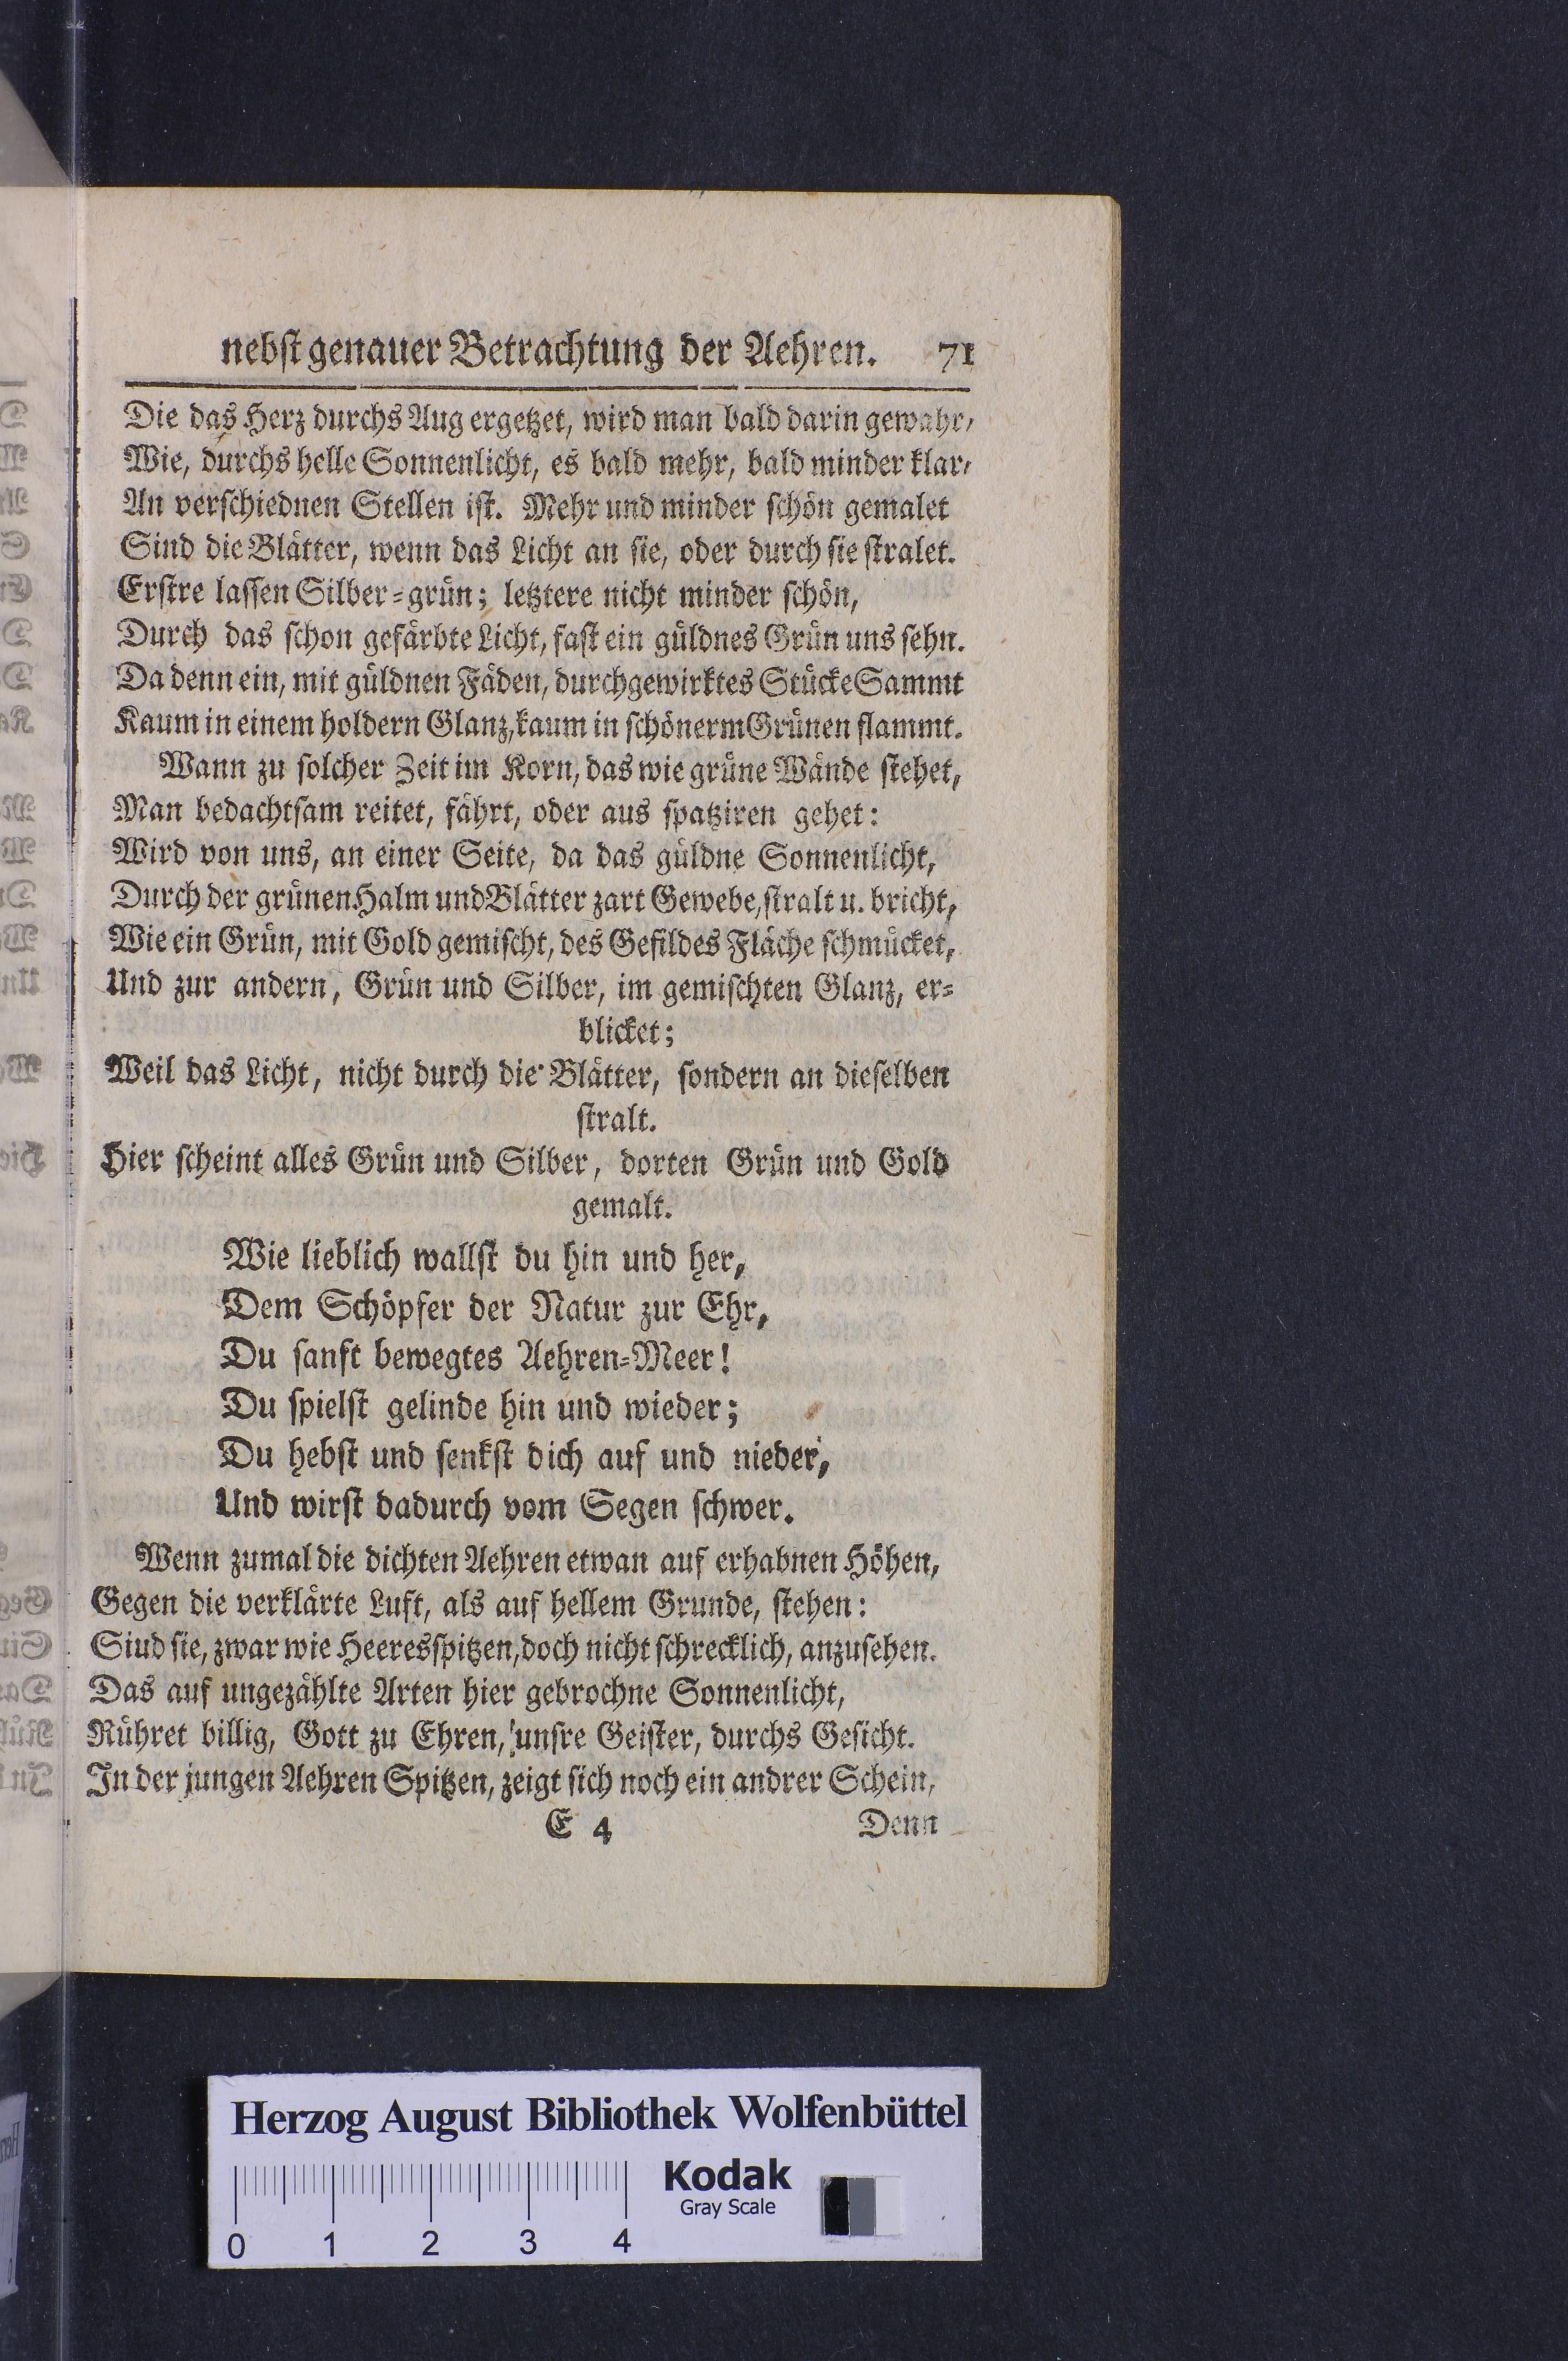 nebſt genauer Betrachtung der Aehren. 71
Die das Herz durchs Aug ergetzet, wird man bald darin gewahr,
Wie, durchs helle Sonnenlicht, es bald mehr, bald minder klar,
An verſchiednen Stellen iſt. Mehr und minder ſchön gemalet
Sind die Blätter, wenn das Licht an ſie, oder durch ſie ſtralet.
Erſtre laſſen Silber-grün; letztere nicht minder ſchön,
Durch das ſchon gefärbte Licht, faſt ein güldnes Grün uns ſehn.
Da denn ein, mit güldnen Fäden, durchgewirktes Stücke Sammt
Kaum in einem holdern Glanz, kaum in ſchönerm Grünen flammt.
Wann zu ſolcher Zeit im Korn, das wie grüne Wände ſtehet,
Man bedachtſam reitet, fährt, oder aus ſpatziren gehet:
Wird von uns, an einer Seite, da das güldne Sonnenlicht,
Durch der grünen Halm und Blätter zart Gewebe, ſtralt u. bricht,
Wie ein Grün, mit Gold gemiſcht, des Gefildes Fläche ſchmücket,
Und zur andern, Grün und Silber, im gemiſchten Glanz, er-
blicket;
Weil das Licht, nicht durch die Blätter, ſondern an dieſelben
ſtralt.
Hier ſcheint alles Grün und Silber, dorten Grün und Gold
gemalt.
Wie lieblich wallſt du hin und her,
Dem Schöpfer der Natur zur Ehr,
Du ſanft bewegtes Aehren-Meer!
Du ſpielſt gelinde hin und wieder;
Du hebſt und ſenkſt dich auf und nieder,
Und wirſt dadurch vom Segen ſchwer.
Wenn zumal die dichten Aehren etwan auf erhabnen Höhen,
Gegen die verklärte Luft, als auf hellem Grunde, ſtehen:
Siud ſie, zwar wie Heeresſpitzen, doch nicht ſchrecklich, anzuſehen.
Das auf ungezählte Arten hier gebrochne Sonnenlicht,
Rühret billig, Gott zu Ehren, unſre Geiſter, durchs Geſicht.
In der jungen Aehren Spitzen, zeigt ſich noch ein andrer Schein,
E 4 Denn
Herzog August Bibliothek Wolfenbüttel
Kodak
Gray Scale
0 1 2 3 4